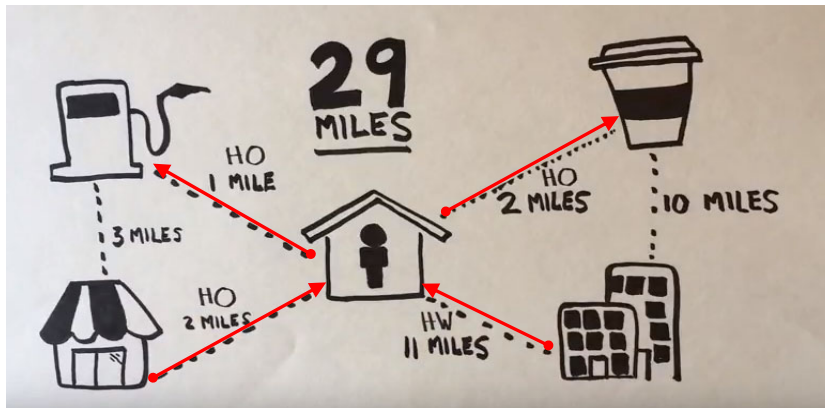 29
MILES
HO
1 MILE
3 MILES
HO
2 MILES
HO
2 MILES
10 MILES
HW
11 MILES